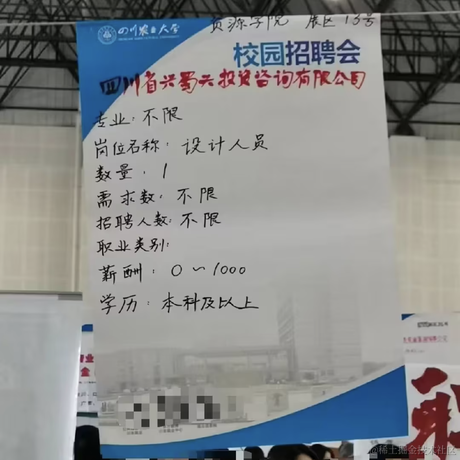 四川农业大学
资源学院 展区13号
校园招聘会
四川省兴蜀天投资咨询有限公司
专业:不限
岗位名称:设计人员
数量:1
需求数:不限
招聘人数:不限
职业类别:
薪酬:0~1000
学历:本科及以上
@稀土掘金技术社区